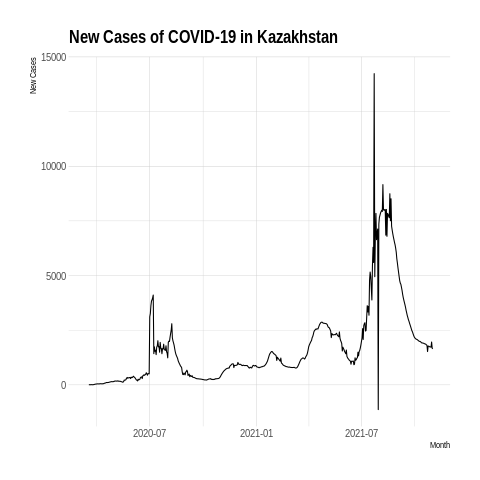 New Cases of COVID-19 in Kazakhstan
New Cases
15000
10000
5000
0
2020-07
2021-01
2021-07
Month